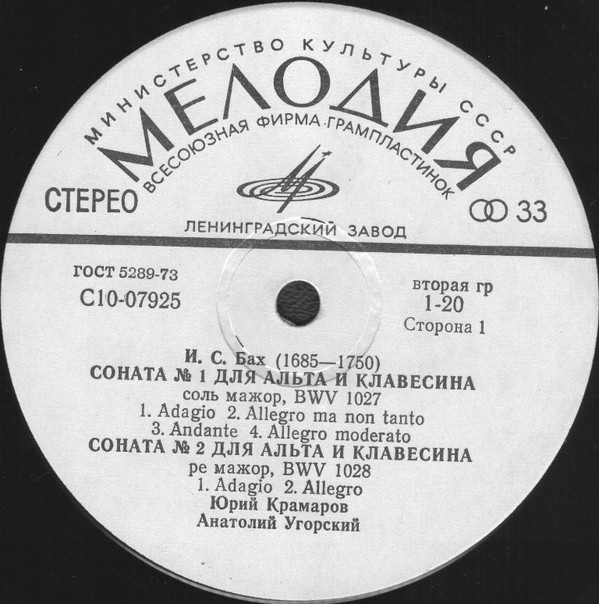 МИНИСТЕРСТВО КУЛЬТУРЫ СССР
МЕЛОДИЯ
ВСЕСОЮЗНАЯ ФИРМА ГРАМПЛАСТИНОК
СТЕРЕО
33
ЛЕНИНГРАДСКИЙ ЗАВОД
ГОСТ 5289-73
С10-07925
вторая гр
1-20
Сторона 1
И. С. Бах (1685—1750)
СОНАТА № 1 ДЛЯ АЛЬТА И КЛАВЕСИНА
соль мажор, BWV 1027
1. Adagio 2. Allegro ma non tanto
3. Andante 4. Allegro moderato
СОНАТА № 2 ДЛЯ АЛЬТА И КЛАВЕСИНА
ре мажор, BWV 1028
1. Adagio 2. Allegro
Юрий Крамаров
Анатолий Угорский